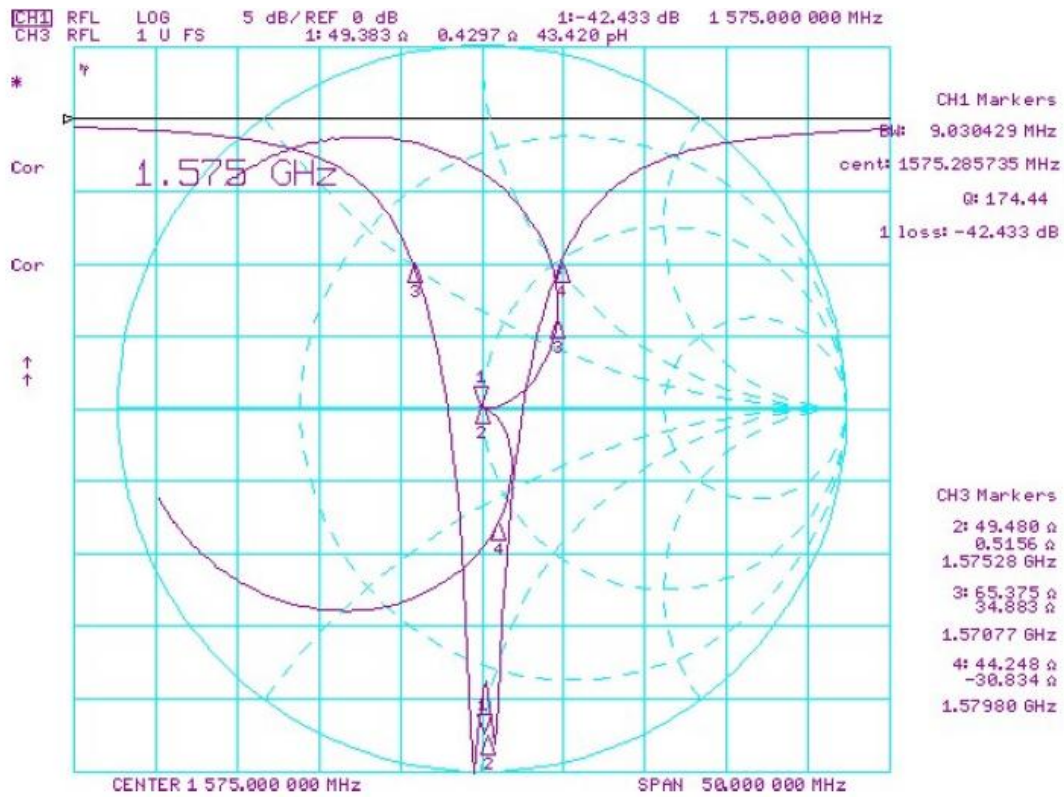 CH1 RFL LOG 5 dB/REF 0 dB 1:-42.433 dB 1 575.000 000 MHz
CH3 RFL 1 U FS 1: 49.383 Ω 0.4297 Ω 43.420 pH
*
CH1 Markers
BW: 9.030429 MHz
Cor
1.575 GHz
cent: 1575.285735 MHz
Q: 174.44
1 loss: -42.433 dB
Cor
3
4
3
↑
↑
1
2
4
CH3 Markers
2: 49.480 Ω
0.5156 Ω
1.57528 GHz
3: 65.375 Ω
34.883 Ω
1.57077 GHz
4: 44.248 Ω
-30.834 Ω
1.57980 GHz
1
2
CENTER 1 575.000 000 MHz SPAN 50.000 000 MHz